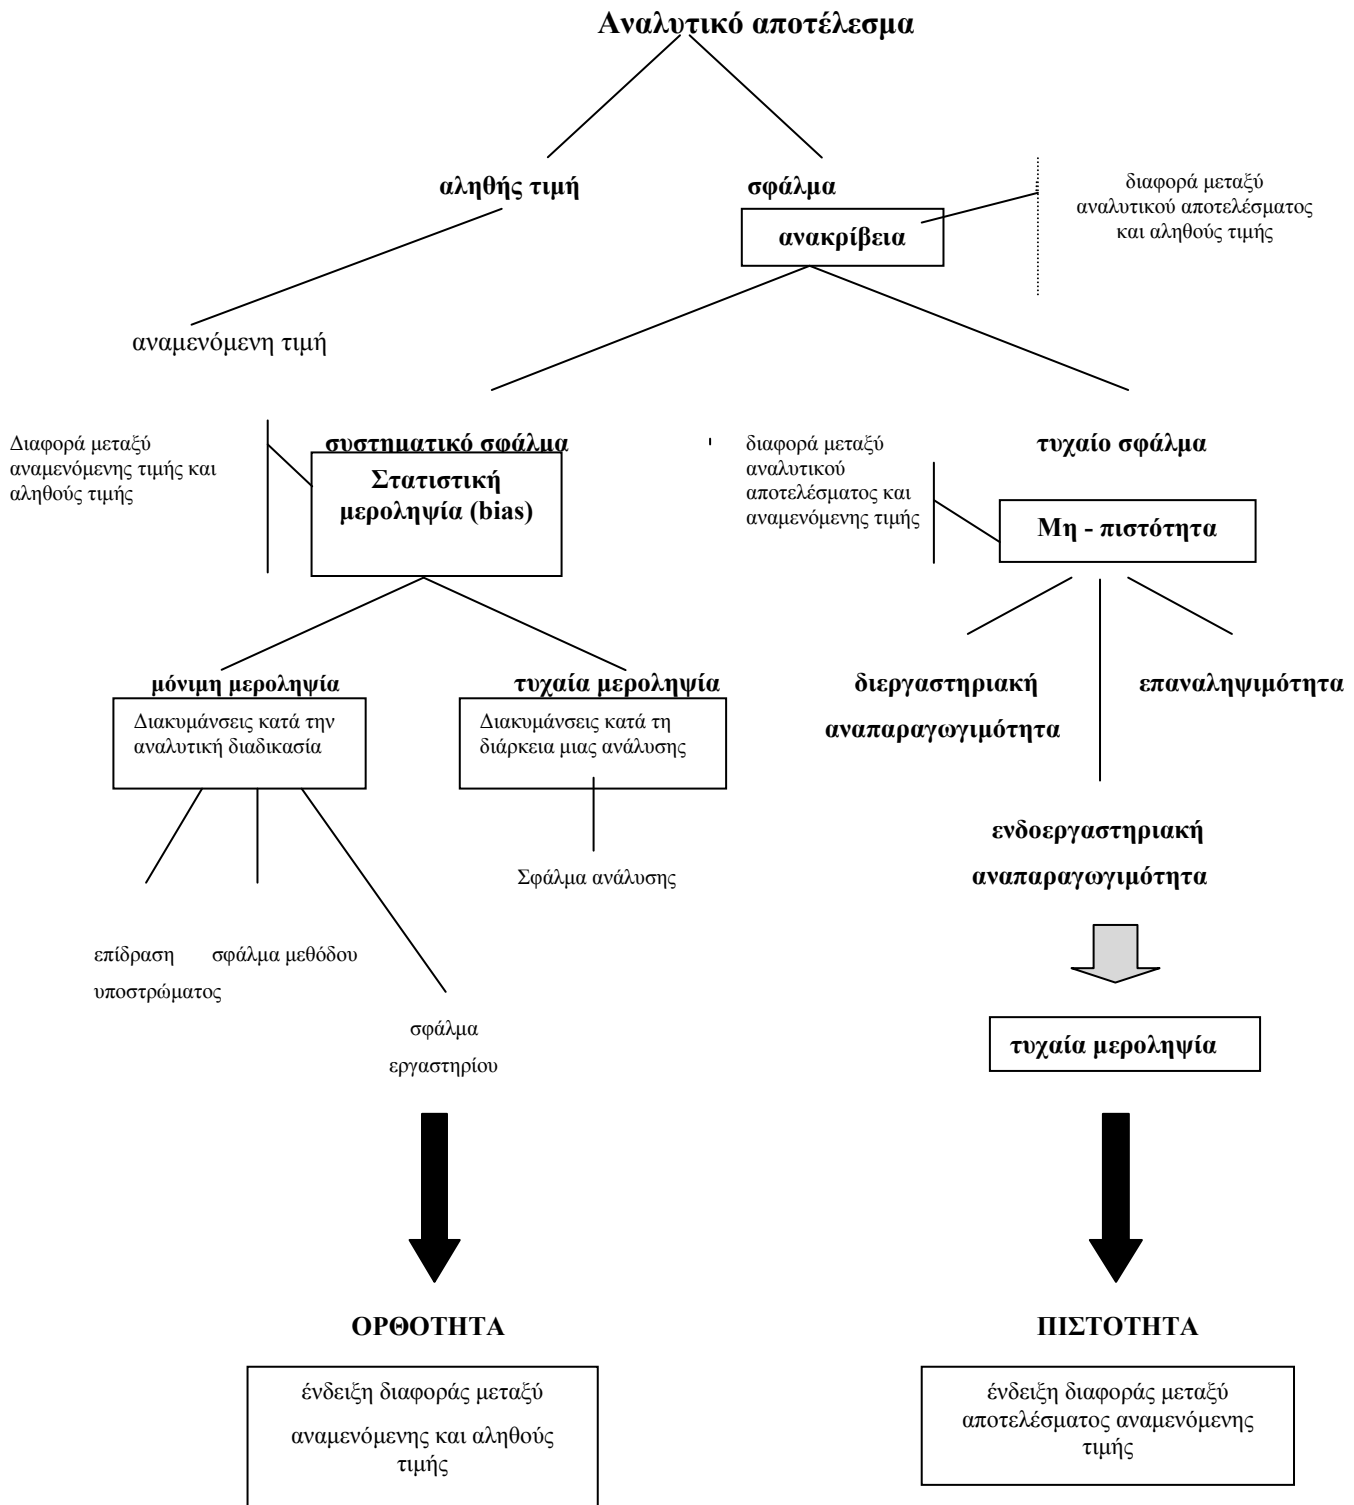 Αναλυτικό αποτέλεσμα
αληθής τιμή
σφάλμα
ανακρίβεια
διαφορά μεταξύ
αναλυτικού αποτελέσματος
και αληθούς τιμής
αναμενόμενη τιμή
Διαφορά μεταξύ
αναμενόμενης τιμής και
αληθούς τιμής
συστηματικό σφάλμα
Στατιστική
μεροληψία (bias)
διαφορά μεταξύ
αναλυτικού
αποτελέσματος και
αναμενόμενης τιμής
τυχαίο σφάλμα
Μη - πιστότητα
μόνιμη μεροληψία
Διακυμάνσεις κατά την
αναλυτική διαδικασία
τυχαία μεροληψία
Διακυμάνσεις κατά τη
διάρκεια μιας ανάλυσης
διεργαστηριακή
αναπαραγωγιμότητα
επαναληψιμότητα
ενδοεργαστηριακή
αναπαραγωγιμότητα
Σφάλμα ανάλυσης
επίδραση
υποστρώματος
σφάλμα μεθόδου
σφάλμα
εργαστηρίου
τυχαία μεροληψία
ΟΡΘΟΤΗΤΑ
ένδειξη διαφοράς μεταξύ
αναμενόμενης και αληθούς
τιμής
ΠΙΣΤΟΤΗΤΑ
ένδειξη διαφοράς μεταξύ
αποτελέσματος αναμενόμενης
τιμής